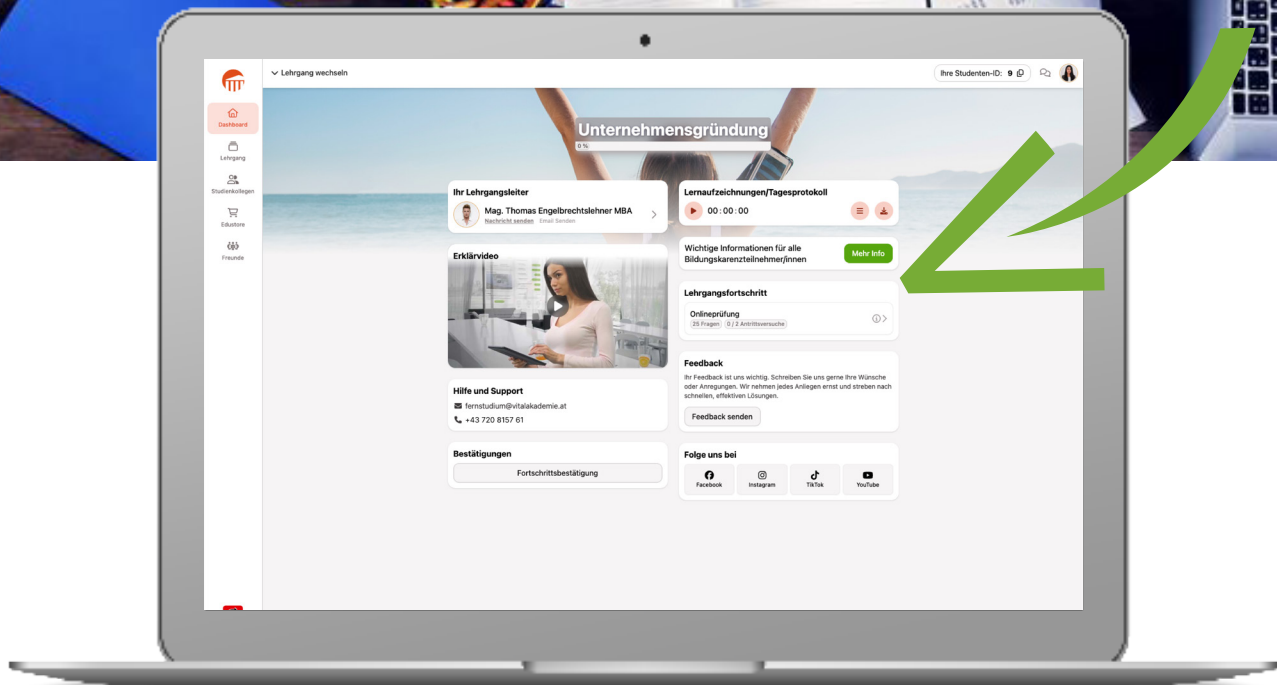 Lehrgang wechseln
Ihre Studenten-ID: 9
Dashboard
Lehrgang
Studienkollegen
Edustore
Freunde
Unternehmensgründung
0 %
Ihr Lehrgangsleiter
Mag. Thomas Engelbrechtslehner MBA
Nachricht senden Email Senden
Erklärvideo
Hilfe und Support
fernstudium@vitalakademie.at
+43 720 8157 61
Bestätigungen
Fortschrittsbestätigung
Lernaufzeichnungen/Tagesprotokoll
00:00:00
Wichtige Informationen für alle
Bildungskarenzteilnehmer/innen
Mehr Info
Lehrgangsfortschritt
Onlineprüfung
25 Fragen 0 / 2 Antrittsversuche
Feedback
Ihr Feedback ist uns wichtig. Schreiben Sie uns gerne Ihre Wünsche
oder Anregungen. Wir nehmen jedes Anliegen ernst und streben nach
schnellen, effektiven Lösungen.
Feedback senden
Folge uns bei
Facebook Instagram TikTok YouTube